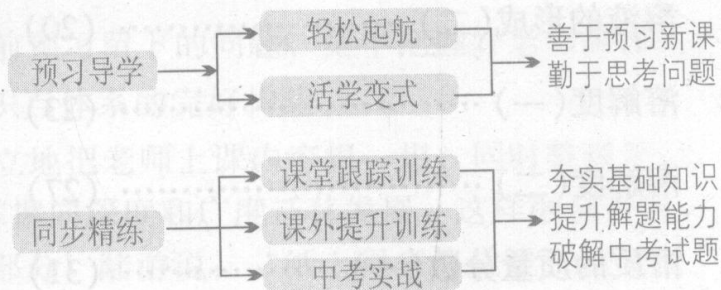 预习导学
轻松起航
活学变式
善于预习新课
勤于思考问题
同步精练
课堂跟踪训练
课外提升训练
中考实战
夯实基础知识
提升解题能力
破解中考试题